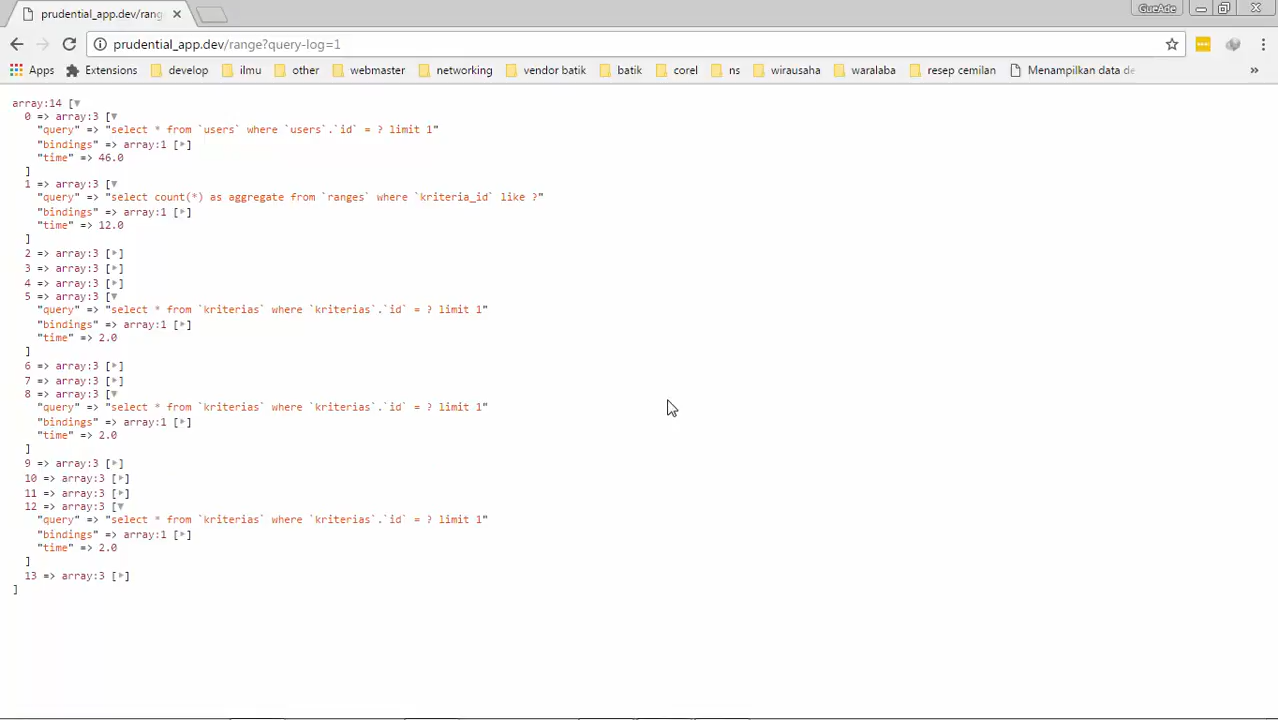 prudential_app.dev/rang
GueAde
prudential_app.dev/range?query-log=1
Apps Extensions develop ilmu other webmaster networking vendor batik batik corel ns wirausaha waralaba resep cemilan Menampilkan data de
array:14 [▼
0 => array:3 [▼
"query" => "select * from `users` where `users`.`id` = ? limit 1"
"bindings" => array:1 [▶]
"time" => 46.0
]
1 => array:3 [▼
"query" => "select count(*) as aggregate from `ranges` where `kriteria_id` like ?"
"bindings" => array:1 [▶]
"time" => 12.0
]
2 => array:3 [▶]
3 => array:3 [▶]
4 => array:3 [▶]
5 => array:3 [▼
"query" => "select * from `kriterias` where `kriterias`.`id` = ? limit 1"
"bindings" => array:1 [▶]
"time" => 2.0
]
6 => array:3 [▶]
7 => array:3 [▶]
8 => array:3 [▼
"query" => "select * from `kriterias` where `kriterias`.`id` = ? limit 1"
"bindings" => array:1 [▶]
"time" => 2.0
]
9 => array:3 [▶]
10 => array:3 [▶]
11 => array:3 [▶]
12 => array:3 [▼
"query" => "select * from `kriterias` where `kriterias`.`id` = ? limit 1"
"bindings" => array:1 [▶]
"time" => 2.0
]
13 => array:3 [▶]
]